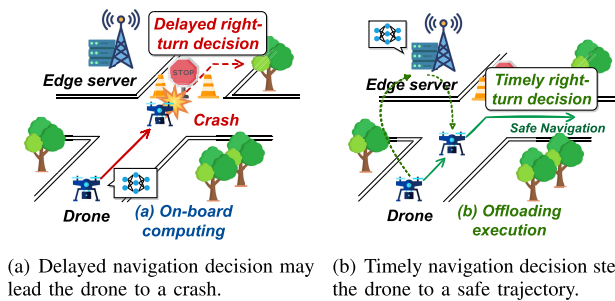 Delayed right-
turn decision
Edge server
STOP
Crash
Drone
(a) On-board
computing
Edge server
Timely right-
turn decision
Safe Navigation
Drone
(b) Offloading
execution
(a) Delayed navigation decision may
lead the drone to a crash.
(b) Timely navigation decision ste
the drone to a safe trajectory.